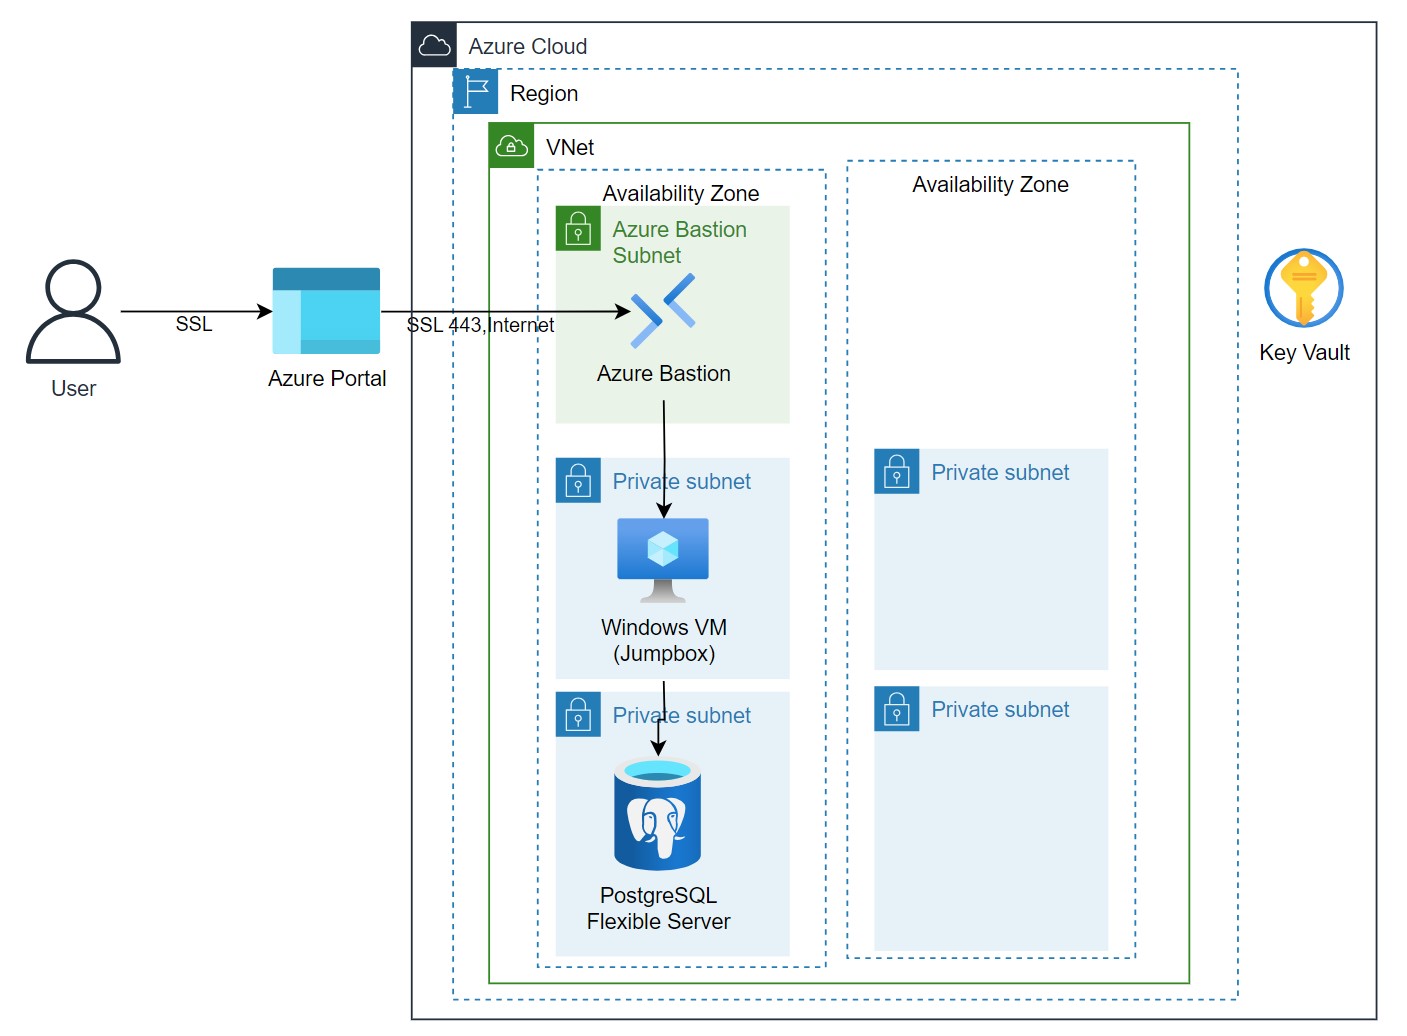 Azure Cloud
Region
VNet
Availability Zone
Availability Zone
Azure Bastion
Subnet
SSL
SSL 443,Internet
Azure Bastion
Key Vault
Azure Portal
User
Private subnet
Private subnet
Windows VM
(Jumpbox)
Private subnet
Private subnet
PostgreSQL
Flexible Server